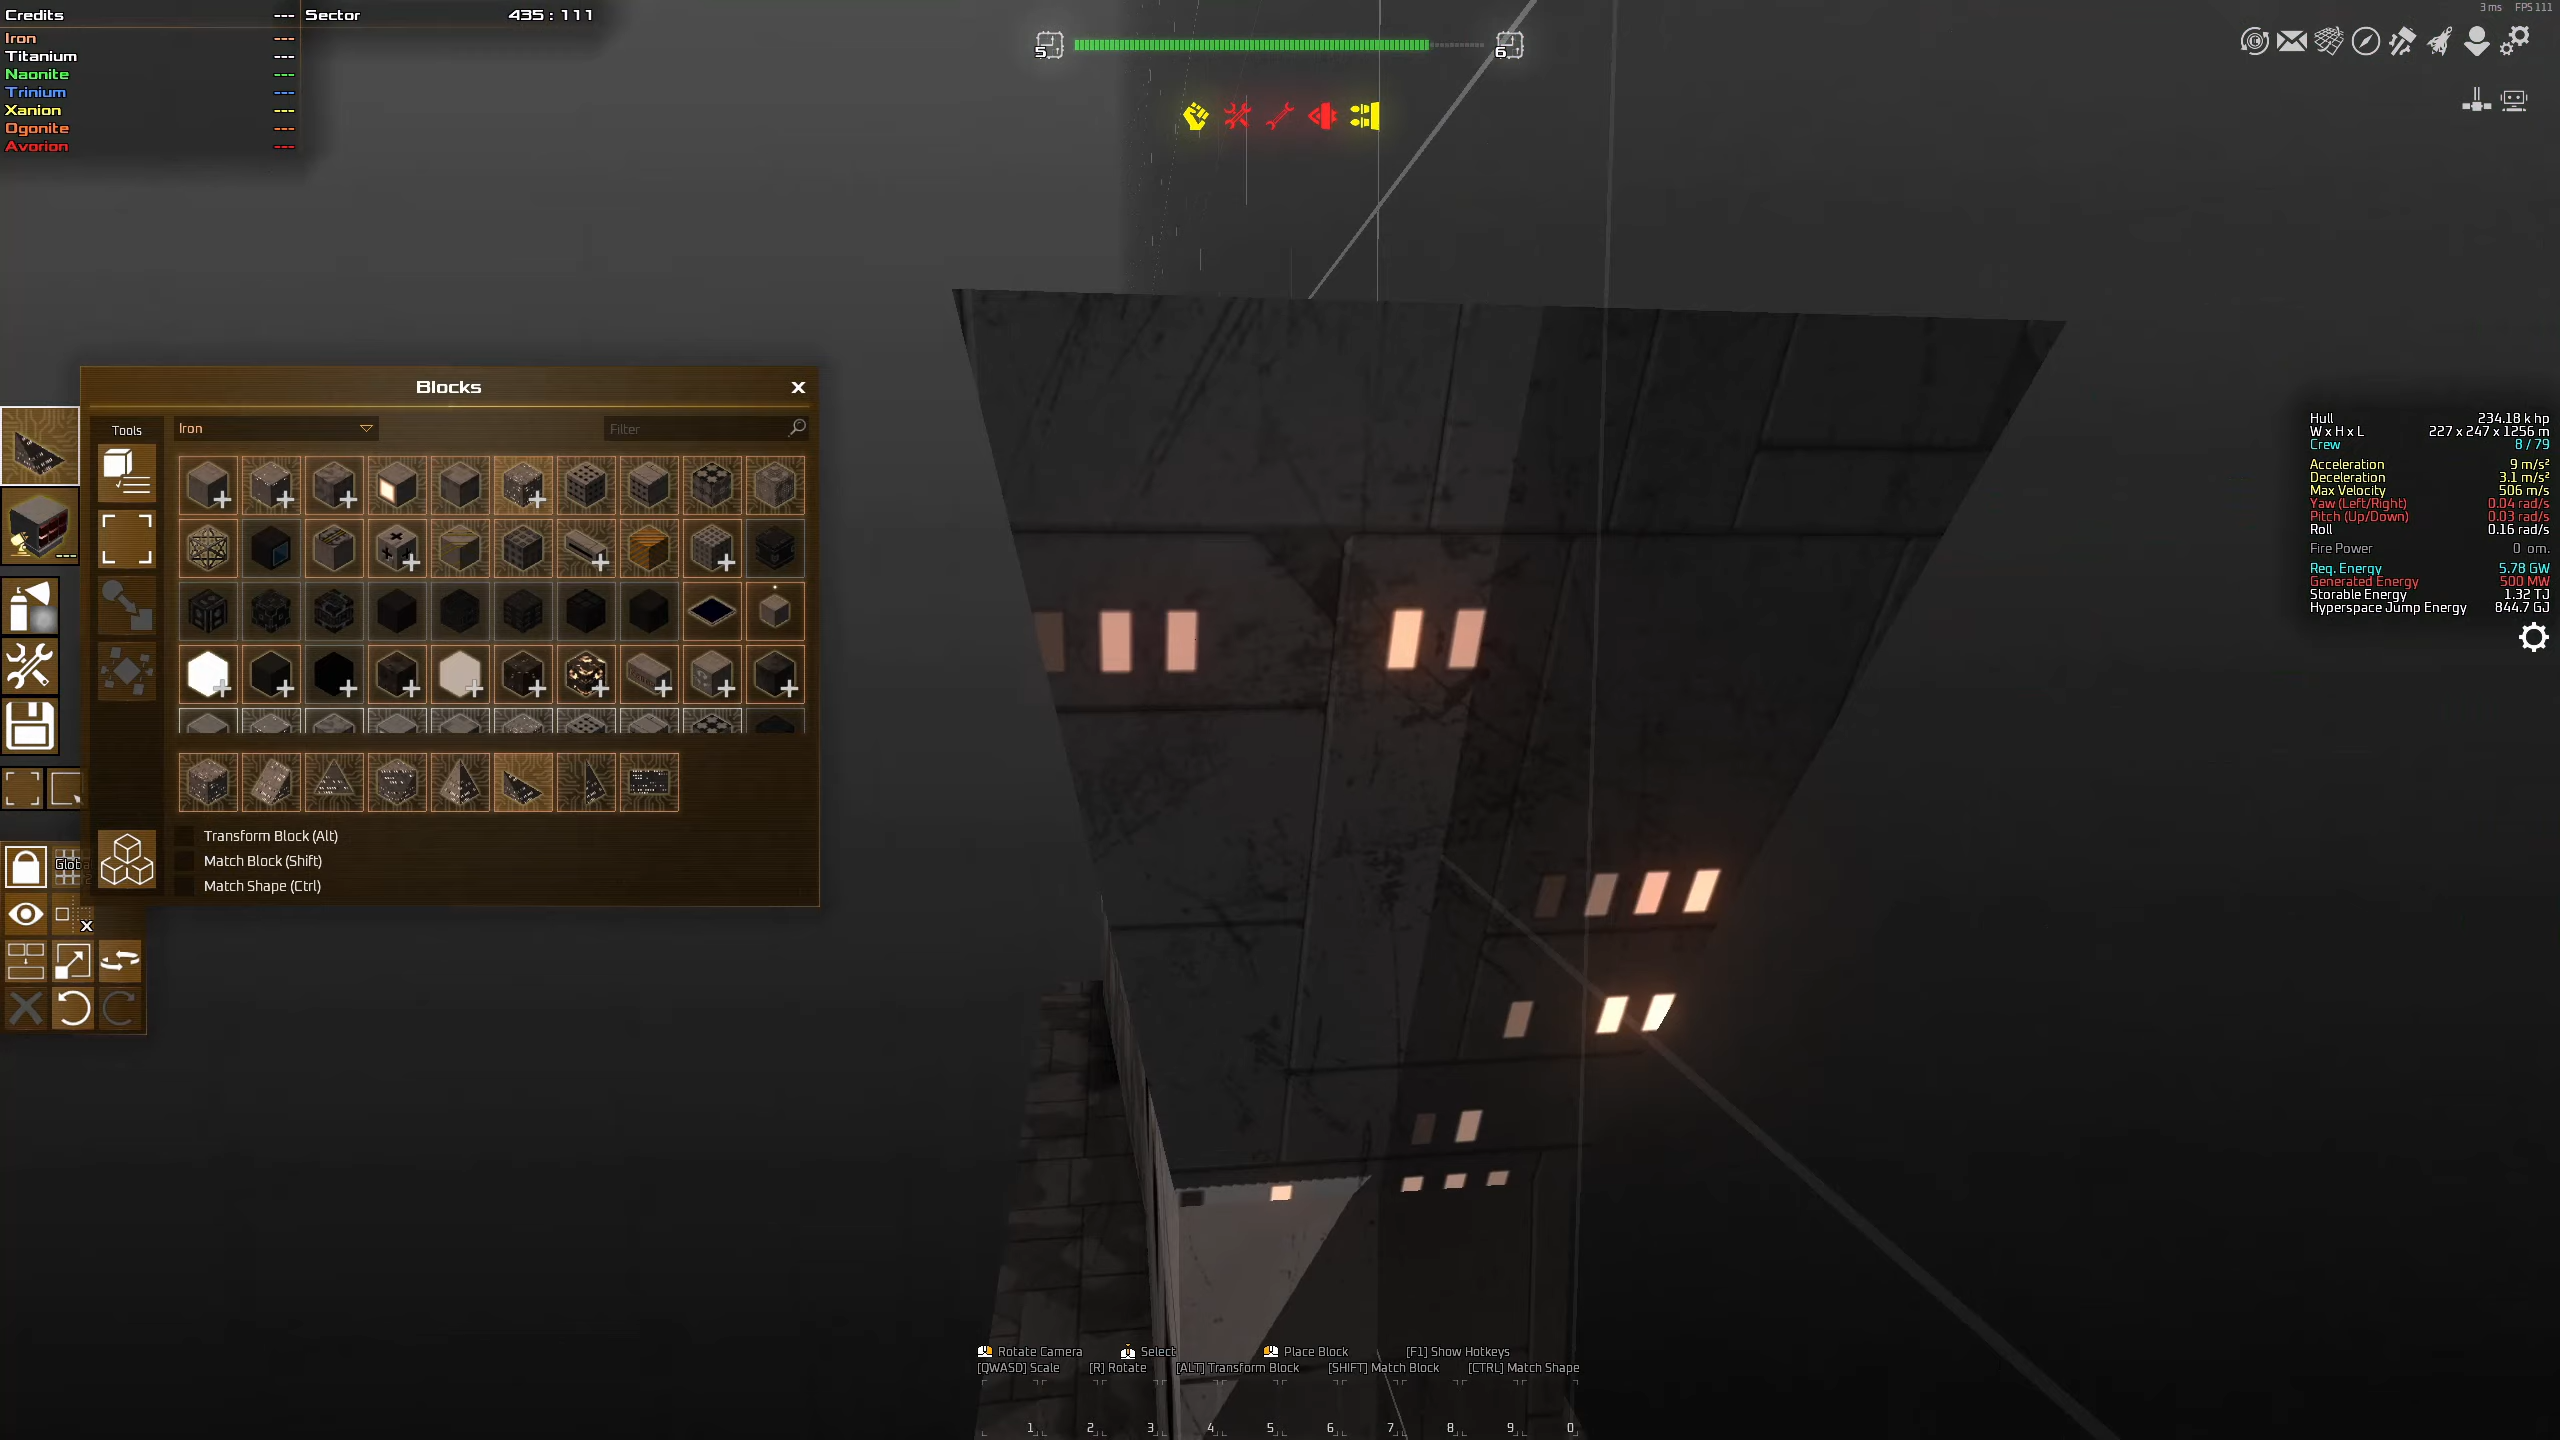 Credits --- Sector 435 : 111
Iron ---
Titanium ---
Naonite ---
Trinium ---
Xanion ---
Ogonite ---
Avorion ---
3 ms FPS 111
5 6
Blocks x
Tools
Iron
Filter
Transform Block (Alt)
Match Block (Shift)
Match Shape (Ctrl)
---
Glob
x
Hull 234.18 k hp
W x H x L 227 x 247 x 1256 m
Crew 8 / 79
Acceleration 9 m/s²
Deceleration 3.1 m/s²
Max Velocity 506 m/s
Yaw (Left/Right) 0.04 rad/s
Pitch (Up/Down) 0.03 rad/s
Roll 0.16 rad/s
Fire Power 0 om.
Req. Energy 5.78 GW
Generated Energy 500 MW
Storable Energy 1.32 TJ
Hyperspace Jump Energy 844.7 GJ
Rotate Camera Select Place Block [F1] Show Hotkeys
[QWASD] Scale [R] Rotate [ALT] Transform Block [SHIFT] Match Block [CTRL] Match Shape
1 2 3 4 5 6 7 8 9 0